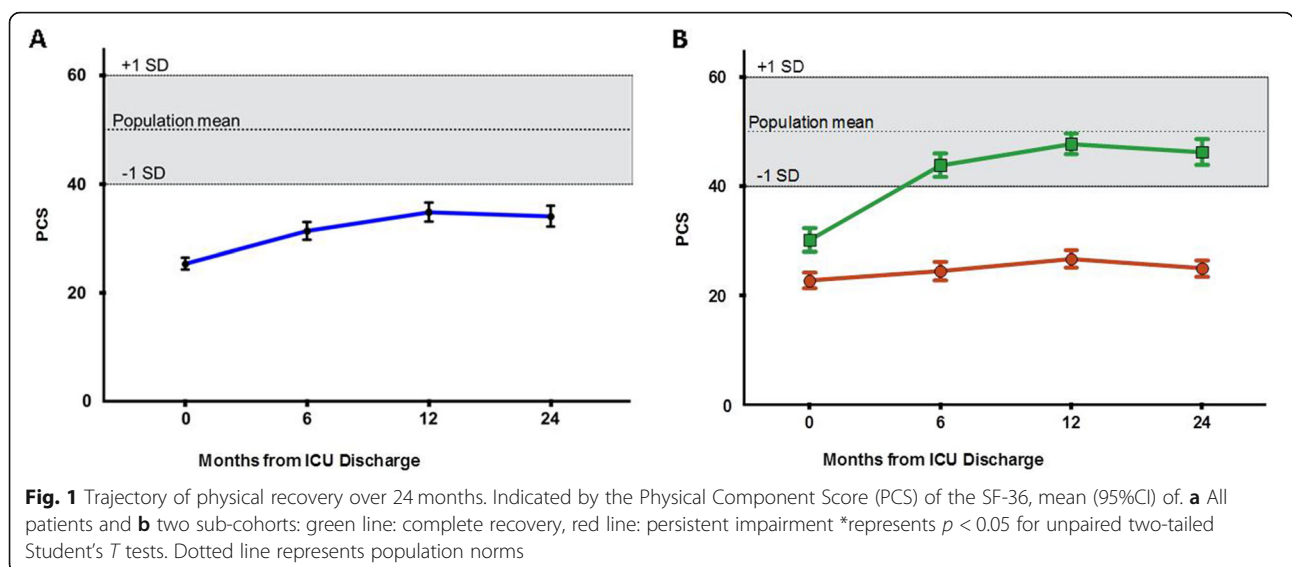 A
60
40
20
0
PCS
+1 SD
Population mean
-1 SD
0 6 12 24
Months from ICU Discharge
B
60
40
20
0
PCS
+1 SD
Population mean
-1 SD
0 6 12 24
Months from ICU Discharge
Fig. 1 Trajectory of physical recovery over 24 months. Indicated by the Physical Component Score (PCS) of the SF-36, mean (95%CI) of. a All
patients and b two sub-cohorts: green line: complete recovery, red line: persistent impairment *represents p < 0.05 for unpaired two-tailed
Student's T tests. Dotted line represents population norms